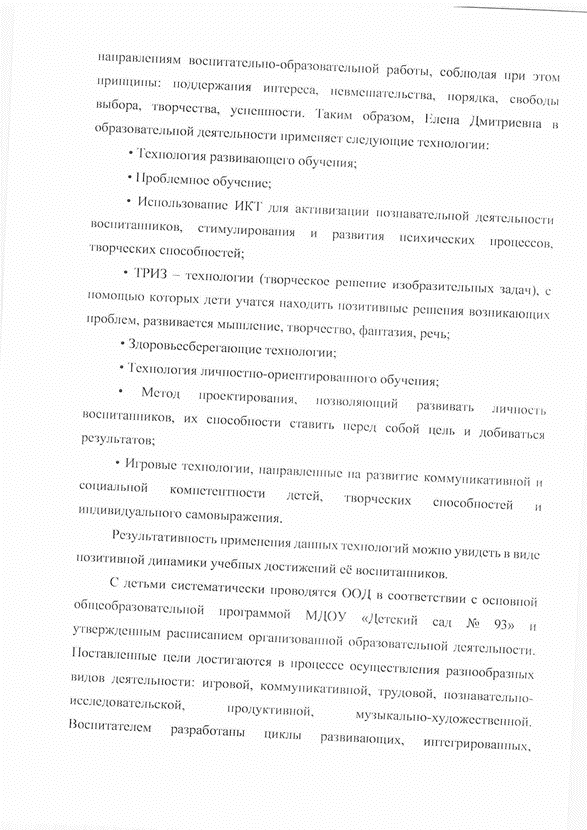 направлениям воспитательно-образовательной работы, соблюдая при этом
принципы: поддержания интереса, невмешательства, порядка, свободы
выбора, творчества, успешности. Таким образом, Елена Дмитриевна в
образовательной деятельности применяет следующие технологии:
• Технология развивающего обучения;
• Проблемное обучение;
• Использование ИКТ для активизации познавательной деятельности
воспитанников, стимулирования и развития психических процессов,
творческих способностей;
• ТРИЗ – технологии (творческое решение изобразительных задач), с
помощью которых дети учатся находить позитивные решения возникающих
проблем, развивается мышление, творчество, фантазия, речь;
• Здоровьесберегающие технологии;
• Технология личностно-ориентированного обучения;
• Метод проектирования, позволяющий развивать личность
воспитанников, их способности ставить перед собой цель и добиваться
результатов;
• Игровые технологии, направленные на развитие коммуникативной и
социальной компетентности детей, творческих способностей и
индивидуального самовыражения.
Результативность применения данных технологий можно увидеть в виде
позитивной динамики учебных достижений её воспитанников.
С детьми систематически проводятся ООД в соответствии с основной
общеобразовательной программой МДОУ «Детский сад № 93» и
утвержденным расписанием организованной образовательной деятельности.
Поставленные цели достигаются в процессе осуществления разнообразных
видов деятельности: игровой, коммуникативной, трудовой, познавательно-
исследовательской, продуктивной, музыкально-художественной.
Воспитателем разработаны циклы развивающих, интегрированных,